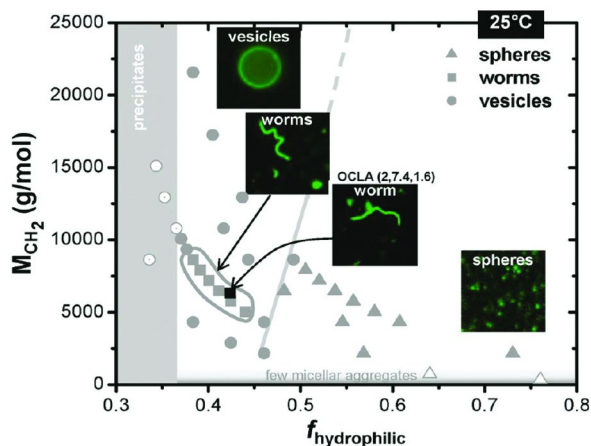 25°C
25000
20000
15000
10000
5000
0
M_CH₂ (g/mol)
precipitates
vesicles
worms
OCLA (2,7.4,1.6)
worm
spheres
worms
vesicles
spheres
few micellar aggregates
0.3 0.4 0.5 0.6 0.7 0.8
f_hydrophilic